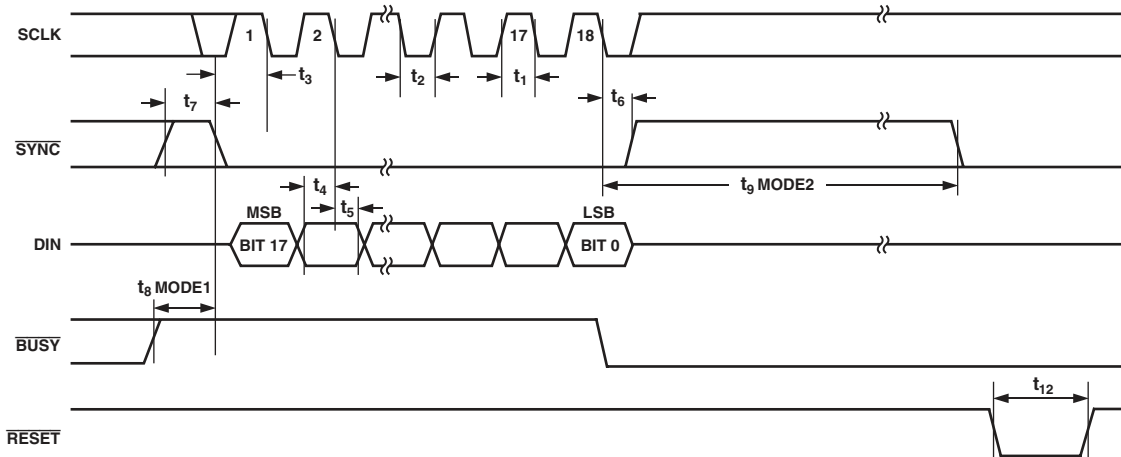 SCLK
1 2 17 18
t3
t2
t1
t7
t6
SYNC
t9 MODE2
t4
t5
MSB
LSB
DIN
BIT 17
BIT 0
t8 MODE1
BUSY
t12
RESET